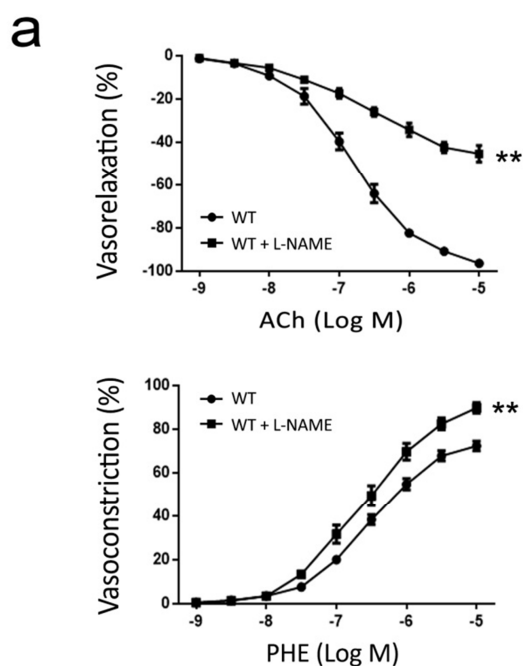 a
Vasorelaxation (%)
0
-20
-40
-60
-80
-100
WT
WT + L-NAME
**
-9 -8 -7 -6 -5
ACh (Log M)
Vasoconstriction (%)
100
80
60
40
20
0
WT
WT + L-NAME
**
-9 -8 -7 -6 -5
PHE (Log M)